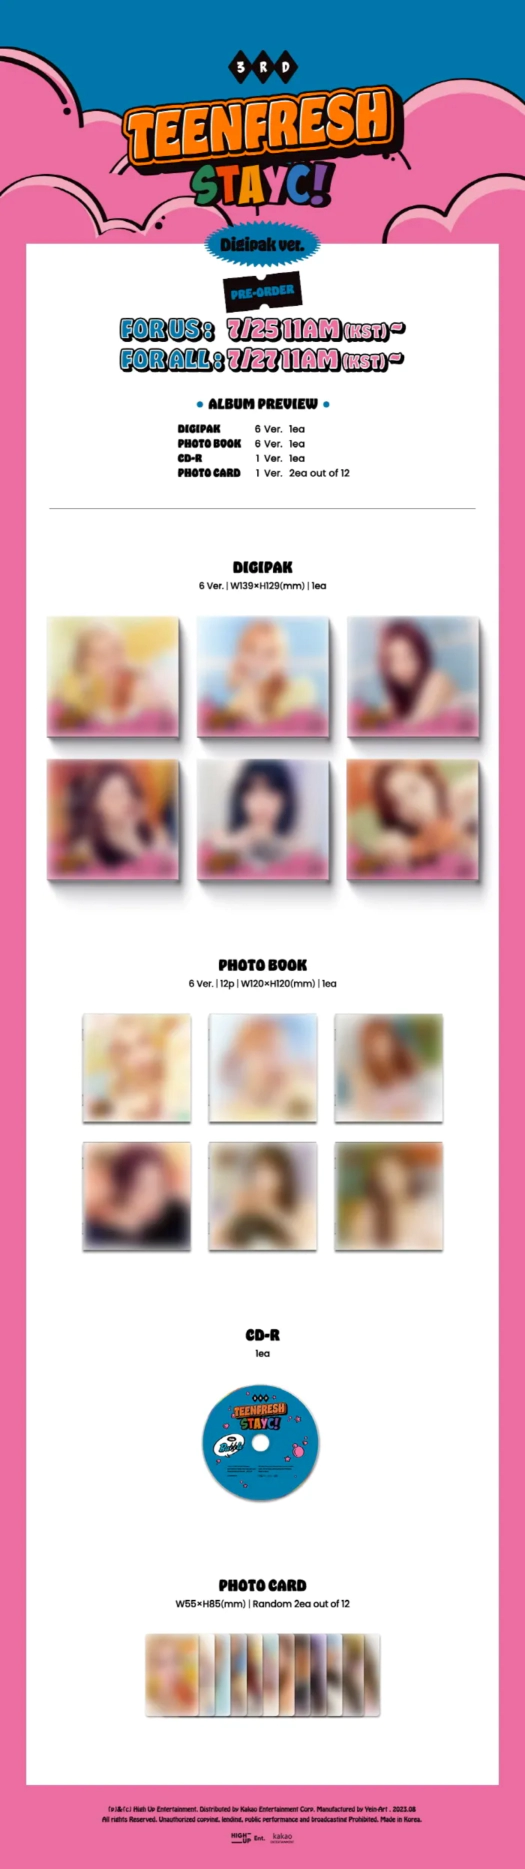 3 R D
TEENFRESH
STAYC!
Digipak ver.
PRE-ORDER
FOR US : 7/25 11AM (KST) ~
FOR ALL : 7/27 11AM (KST) ~
• ALBUM PREVIEW •
DIGIPAK 6 Ver. 1ea
PHOTO BOOK 6 Ver. 1ea
CD-R 1 Ver. 1ea
PHOTO CARD 1 Ver. 2ea out of 12
DIGIPAK
6 Ver. | W139×H129(mm) | 1ea
PHOTO BOOK
6 Ver. | 12p | W120×H120(mm) | 1ea
CD-R
1ea
TEENFRESH
STAYC!
Bubble
PHOTO CARD
W55×H85(mm) | Random 2ea out of 12
(p)&(c) High Up Entertainment. Distributed by Kakao Entertainment Corp. Manufactured by Yein-Art . 2023.08
All rights Reserved. Unauthorized copying, lending, public performance and broadcasting Prohibited. Made in Korea.
HIGH UP Ent. kakao ENTERTAINMENT